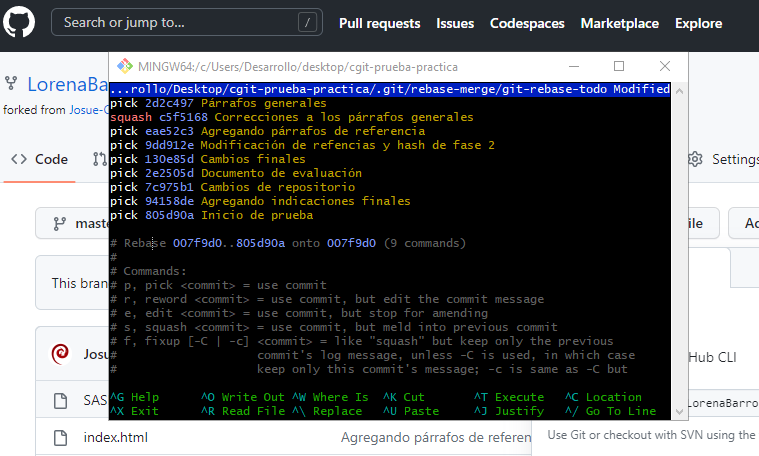 Search or jump to...
/
Pull requests
Issues
Codespaces
Marketplace
Explore
MINGW64:/c/Users/Desarrollo/desktop/cgit-prueba-practica
LorenaBa
forked from Josue-
Code
Settings
...rollo/Desktop/cgit-prueba-practica/.git/rebase-merge/git-rebase-todo Modified
pick 2d2c497 Párrafos generales
squash c5f5168 Correcciones a los párrafos generales
pick eae52c3 Agregando párrafos de referencia
pick 9dd912e Modificación de refencias y hash de fase 2
pick 130e85d Cambios finales
pick 2e2505d Documento de evaluación
pick 7c975b1 Cambios de repositorio
pick 94158de Agregando indicaciones finales
pick 805d90a Inicio de prueba
# Rebase 007f9d0..805d90a onto 007f9d0 (9 commands)
#
# Commands:
# p, pick <commit> = use commit
# r, reword <commit> = use commit, but edit the commit message
# e, edit <commit> = use commit, but stop for amending
# s, squash <commit> = use commit, but meld into previous commit
# f, fixup [-C | -c] <commit> = like "squash" but keep only the previous
# commit's log message, unless -C is used, in which case
# keep only this commit's message; -c is same as -C but
^G Help ^O Write Out ^W Where Is ^K Cut ^T Execute ^C Location
^X Exit ^R Read File ^\ Replace ^U Paste ^J Justify ^/ Go To Line
maste
ile
This bran
Josu
Hub CLI
SAS
LorenaBarro
index.html
Agregando párrafos de referen
Use Git or checkout with SVN using the